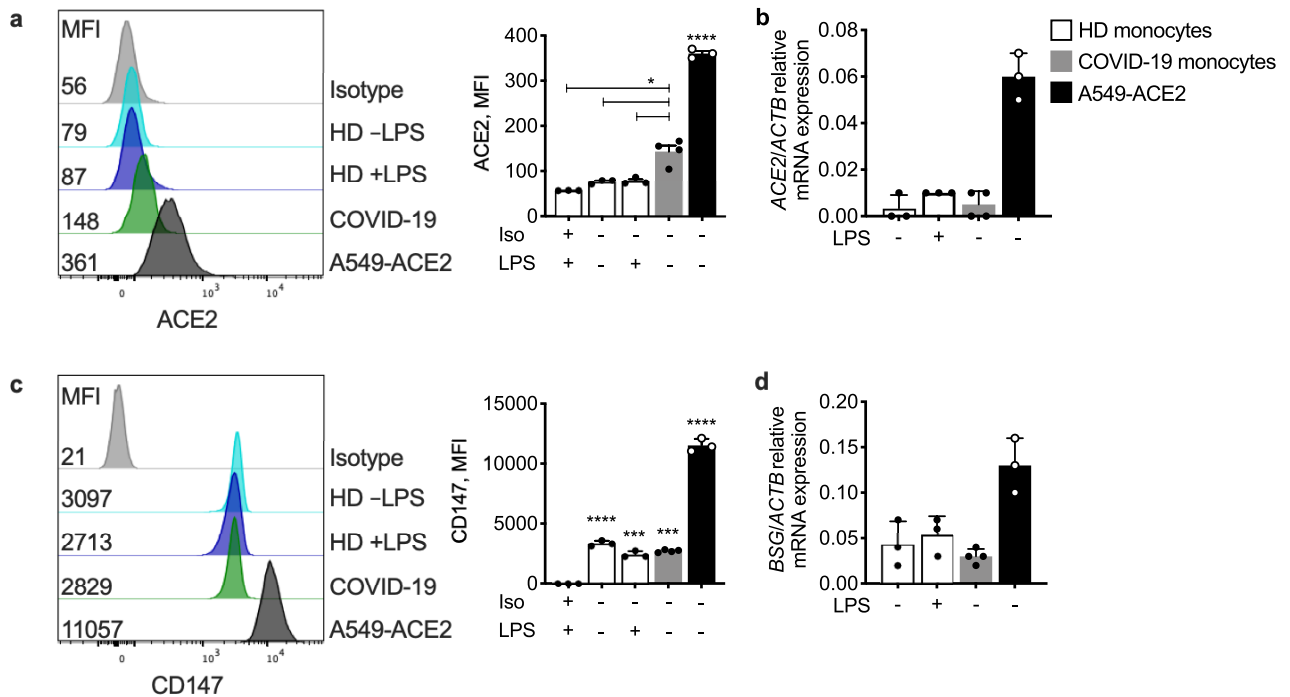 a
MFI
56
Isotype
79
HD –LPS
87
HD +LPS
148
COVID-19
361
A549-ACE2
0
10³
10⁴
ACE2
ACE2, MFI
400
300
200
100
0
*
****
Iso + - - - -
LPS + - + - -
b
ACE2/ACTB relative
mRNA expression
0.08
0.06
0.04
0.02
0.00
LPS - + - -
HD monocytes
COVID-19 monocytes
A549-ACE2
c
MFI
21
Isotype
3097
HD –LPS
2713
HD +LPS
2829
COVID-19
11057
A549-ACE2
0
10³
10⁴
CD147
CD147, MFI
15000
10000
5000
0
****
***
***
****
Iso + - - - -
LPS + - + - -
d
BSG/ACTB relative
mRNA expression
0.20
0.15
0.10
0.05
0.00
LPS - + - -